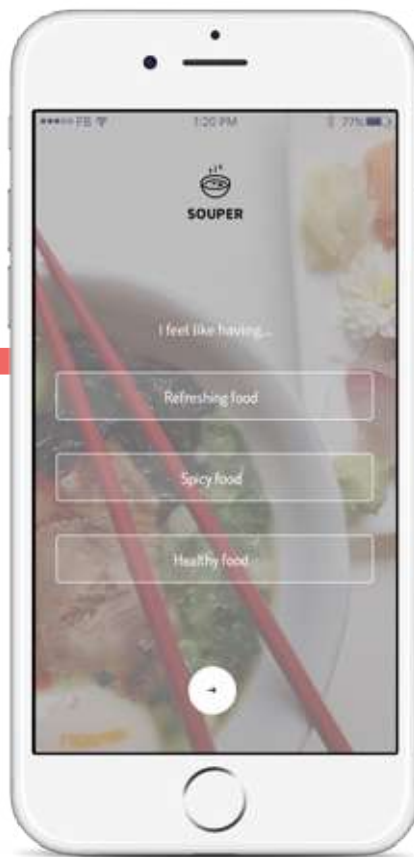 FB 1:20 PM 77%
SOUPER
I feel like having...
Refreshing food
Spicy food
Healthy food